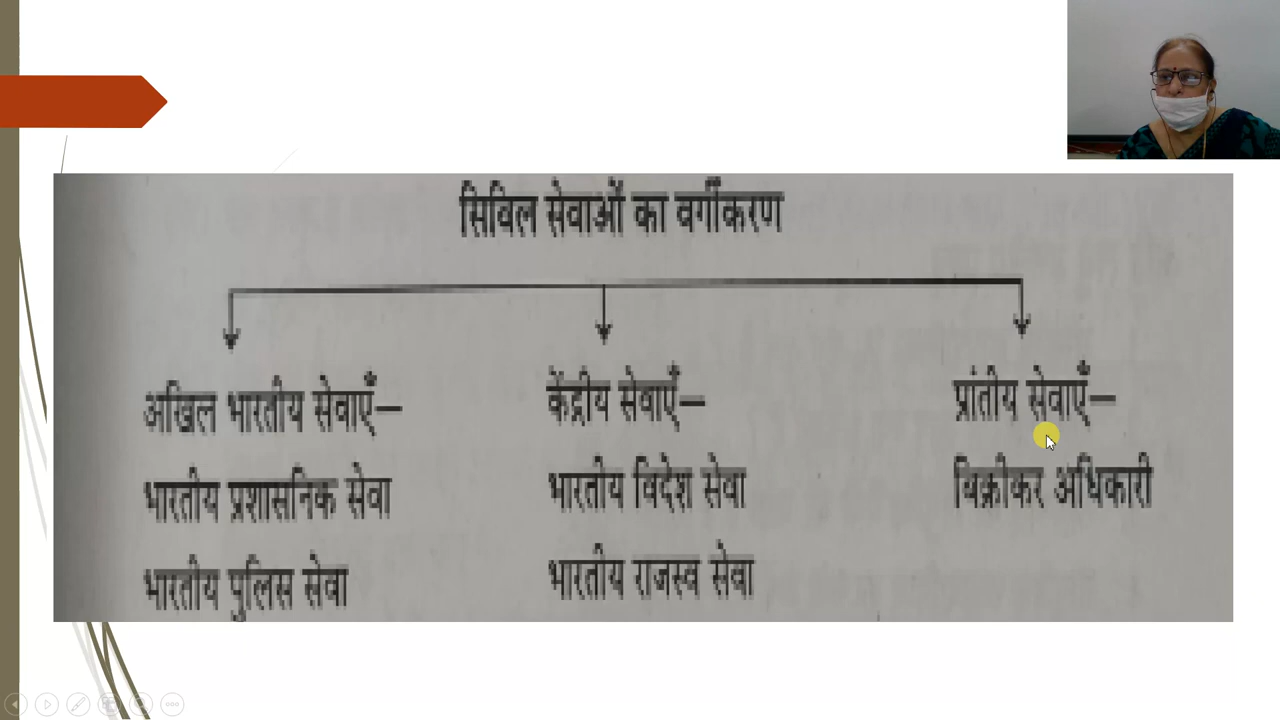 सिविल सेवाओं का वर्गीकरण
अखिल भारतीय सेवाएँ—
भारतीय प्रशासनिक सेवा
भारतीय पुलिस सेवा
केंद्रीय सेवाएँ—
भारतीय विदेश सेवा
भारतीय राजस्व सेवा
प्रांतीय सेवाएँ—
बिक्रीकर अधिकारी